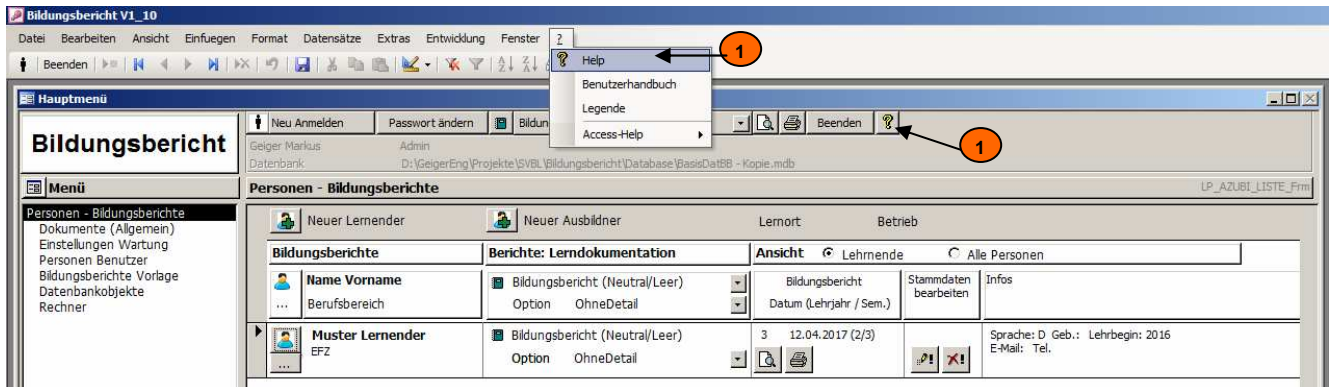 Bildungsbericht V1_10
Datei Bearbeiten Ansicht Einfuegen Format Datensätze Extras Entwicklung Fenster ?
Beenden
Help
1
Benutzerhandbuch
Legende
Access-Help
Hauptmenü
Bildungsbericht
Neu Anmelden Passwort ändern Beenden
1
Geiger Markus Admin
Datenbank D:\GeigerEng\Projekte\SVBL\Bildungsbericht\Database\BasisDatBB - Kopie.mdb
Menü
Personen - Bildungsberichte LP_AZUBI_LISTE_Frm
Personen - Bildungsberichte
Dokumente (Allgemein)
Einstellungen Wartung
Personen Benutzer
Bildungsberichte Vorlage
Datenbankobjekte
Rechner
Neuer Lernender Neuer Ausbildner Lernort Betrieb
Bildungsberichte Berichte: Lerndokumentation Ansicht Lehrnende Alle Personen
Name Vorname Bildungsbericht (Neutral/Leer) Bildungsbericht Stammdaten bearbeiten Infos
... Berufsbereich Option OhneDetail Datum (Lehrjahr / Sem.)
Muster Lernender Bildungsbericht (Neutral/Leer) 3 12.04.2017 (2/3) Sprache: D Geb.: Lehrbegin: 2016
EFZ Option OhneDetail E-Mail: Tel.
...